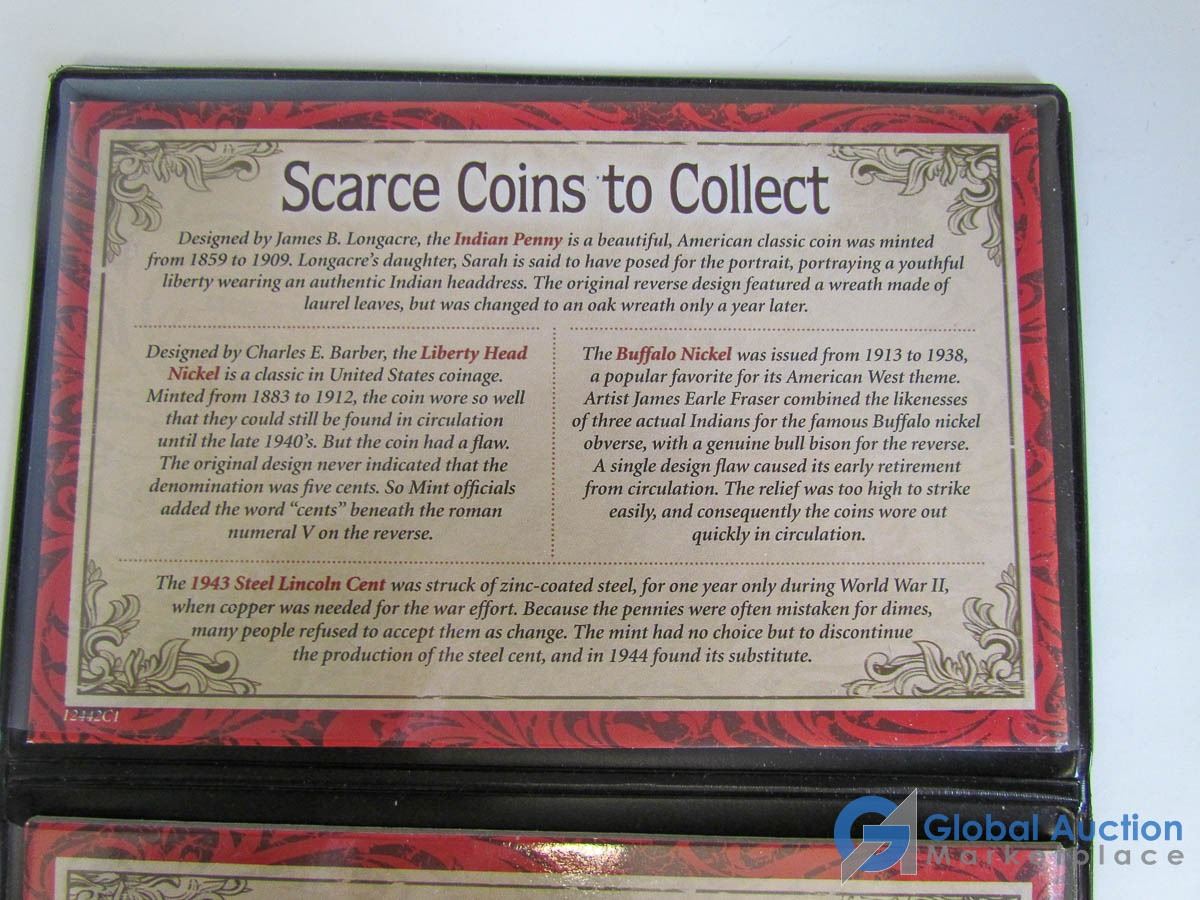 Scarce Coins to Collect
Designed by James B. Longacre, the Indian Penny is a beautiful, American classic coin was minted
from 1859 to 1909. Longacre's daughter, Sarah is said to have posed for the portrait, portraying a youthful
liberty wearing an authentic Indian headdress. The original reverse design featured a wreath made of
laurel leaves, but was changed to an oak wreath only a year later.
Designed by Charles E. Barber, the Liberty Head
Nickel is a classic in United States coinage.
Minted from 1883 to 1912, the coin wore so well
that they could still be found in circulation
until the late 1940's. But the coin had a flaw.
The original design never indicated that the
denomination was five cents. So Mint officials
added the word "cents" beneath the roman
numeral V on the reverse.
The Buffalo Nickel was issued from 1913 to 1938,
a popular favorite for its American West theme.
Artist James Earle Fraser combined the likenesses
of three actual Indians for the famous Buffalo nickel
obverse, with a genuine bull bison for the reverse.
A single design flaw caused its early retirement
from circulation. The relief was too high to strike
easily, and consequently the coins wore out
quickly in circulation.
The 1943 Steel Lincoln Cent was struck of zinc-coated steel, for one year only during World War II,
when copper was needed for the war effort. Because the pennies were often mistaken for dimes,
many people refused to accept them as change. The mint had no choice but to discontinue
the production of the steel cent, and in 1944 found its substitute.
12442C1
Global Auction
Marketplace